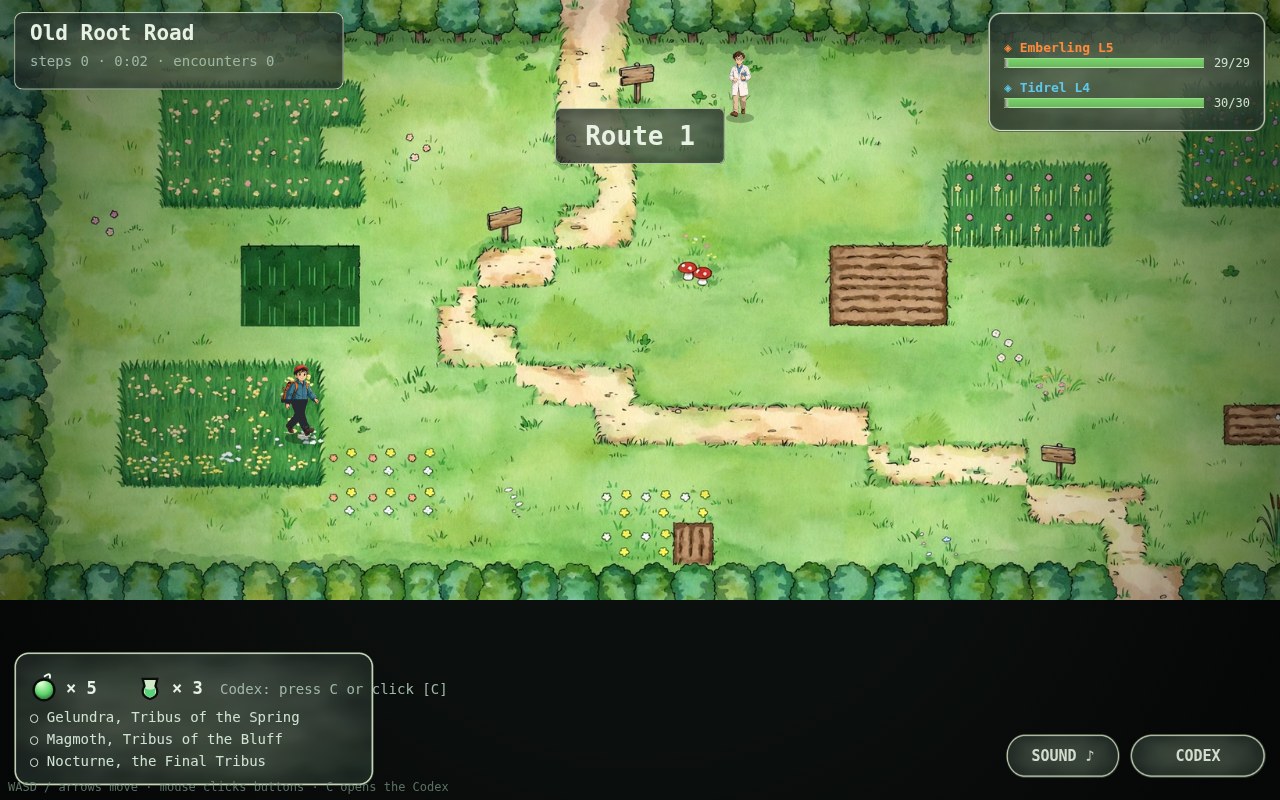 Old Root Road
steps 0 · 0:02 · encounters 0
◈ Emberling L5
29/29
◈ Tidrel L4
30/30
Route 1
× 5 × 3 Codex: press C or click [C]
○ Gelundra, Tribus of the Spring
○ Magmoth, Tribus of the Bluff
○ Nocturne, the Final Tribus
WASD / arrows move · mouse clicks buttons · C opens the Codex
SOUND ♪
CODEX